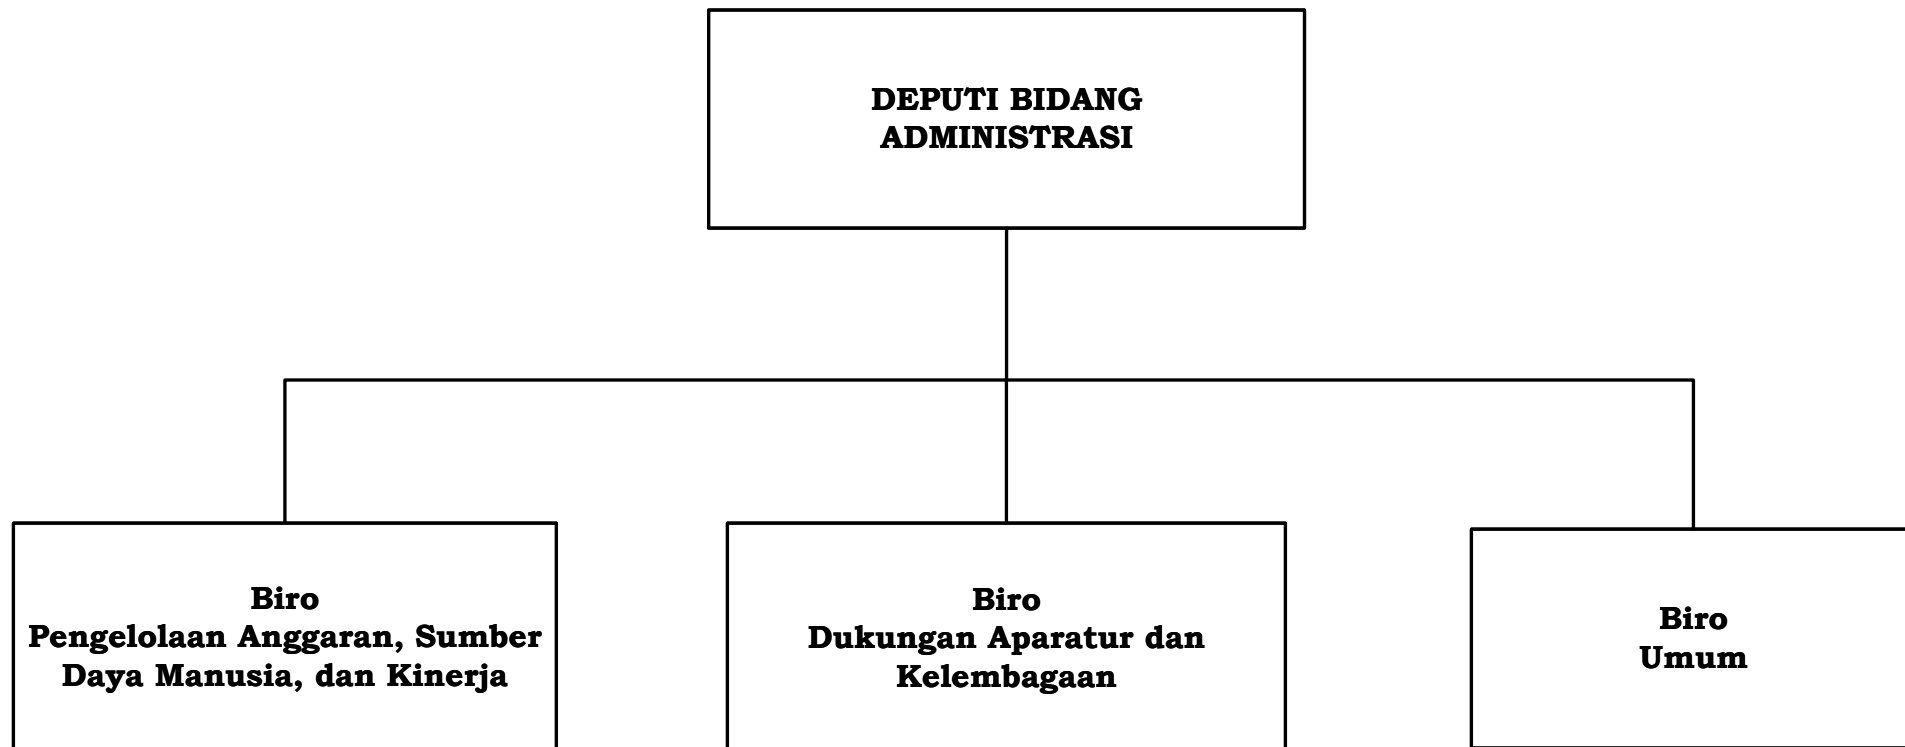 DEPUTI BIDANG
ADMINISTRASI
Biro
Pengelolaan Anggaran, Sumber
Daya Manusia, dan Kinerja
Biro
Dukungan Aparatur dan
Kelembagaan
Biro
Umum